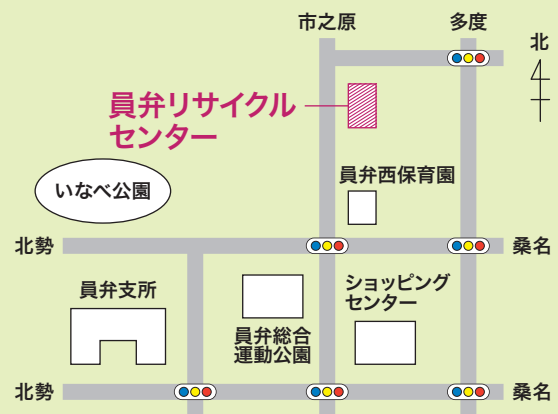 市之原
多度
北
員弁リサイクル
センター
員弁西保育園
いなべ公園
北勢
桑名
員弁支所
ショッピング
センター
員弁総合
運動公園
北勢
桑名